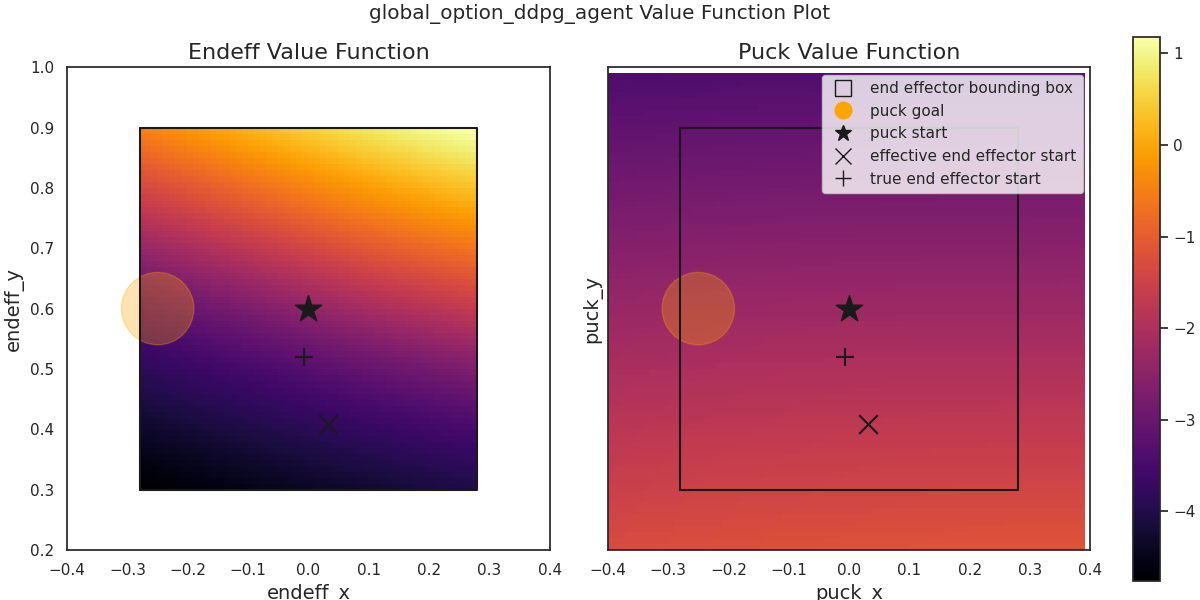 global_option_ddpg_agent Value Function Plot
Endeff Value Function
Puck Value Function
1.0
0.9
0.8
0.7
0.6
0.5
0.4
0.3
0.2
endeff_y
−0.4 −0.3 −0.2 −0.1 0.0 0.1 0.2 0.3 0.4
endeff_x
puck_y
end effector bounding box
puck goal
puck start
effective end effector start
true end effector start
−0.4 −0.3 −0.2 −0.1 0.0 0.1 0.2 0.3 0.4
puck_x
1
0
−1
−2
−3
−4